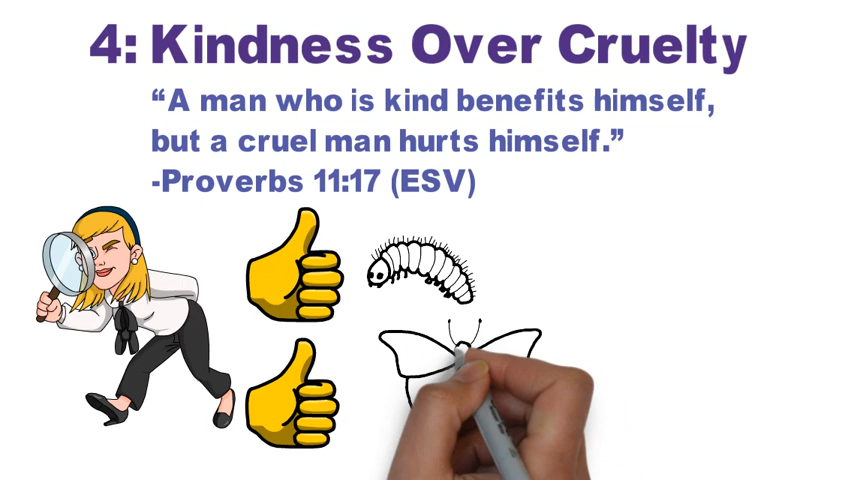 4: Kindness Over Cruelty
“A man who is kind benefits himself,
but a cruel man hurts himself.”
-Proverbs 11:17 (ESV)